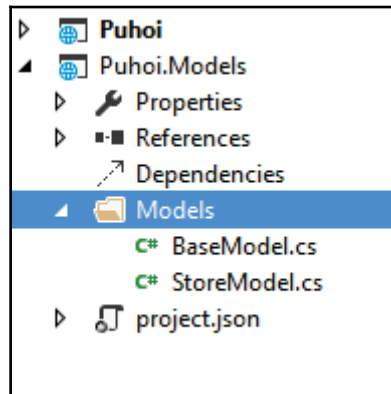 Puhoi
Puhoi.Models
Properties
References
Dependencies
Models
C# BaseModel.cs
C# StoreModel.cs
project.json